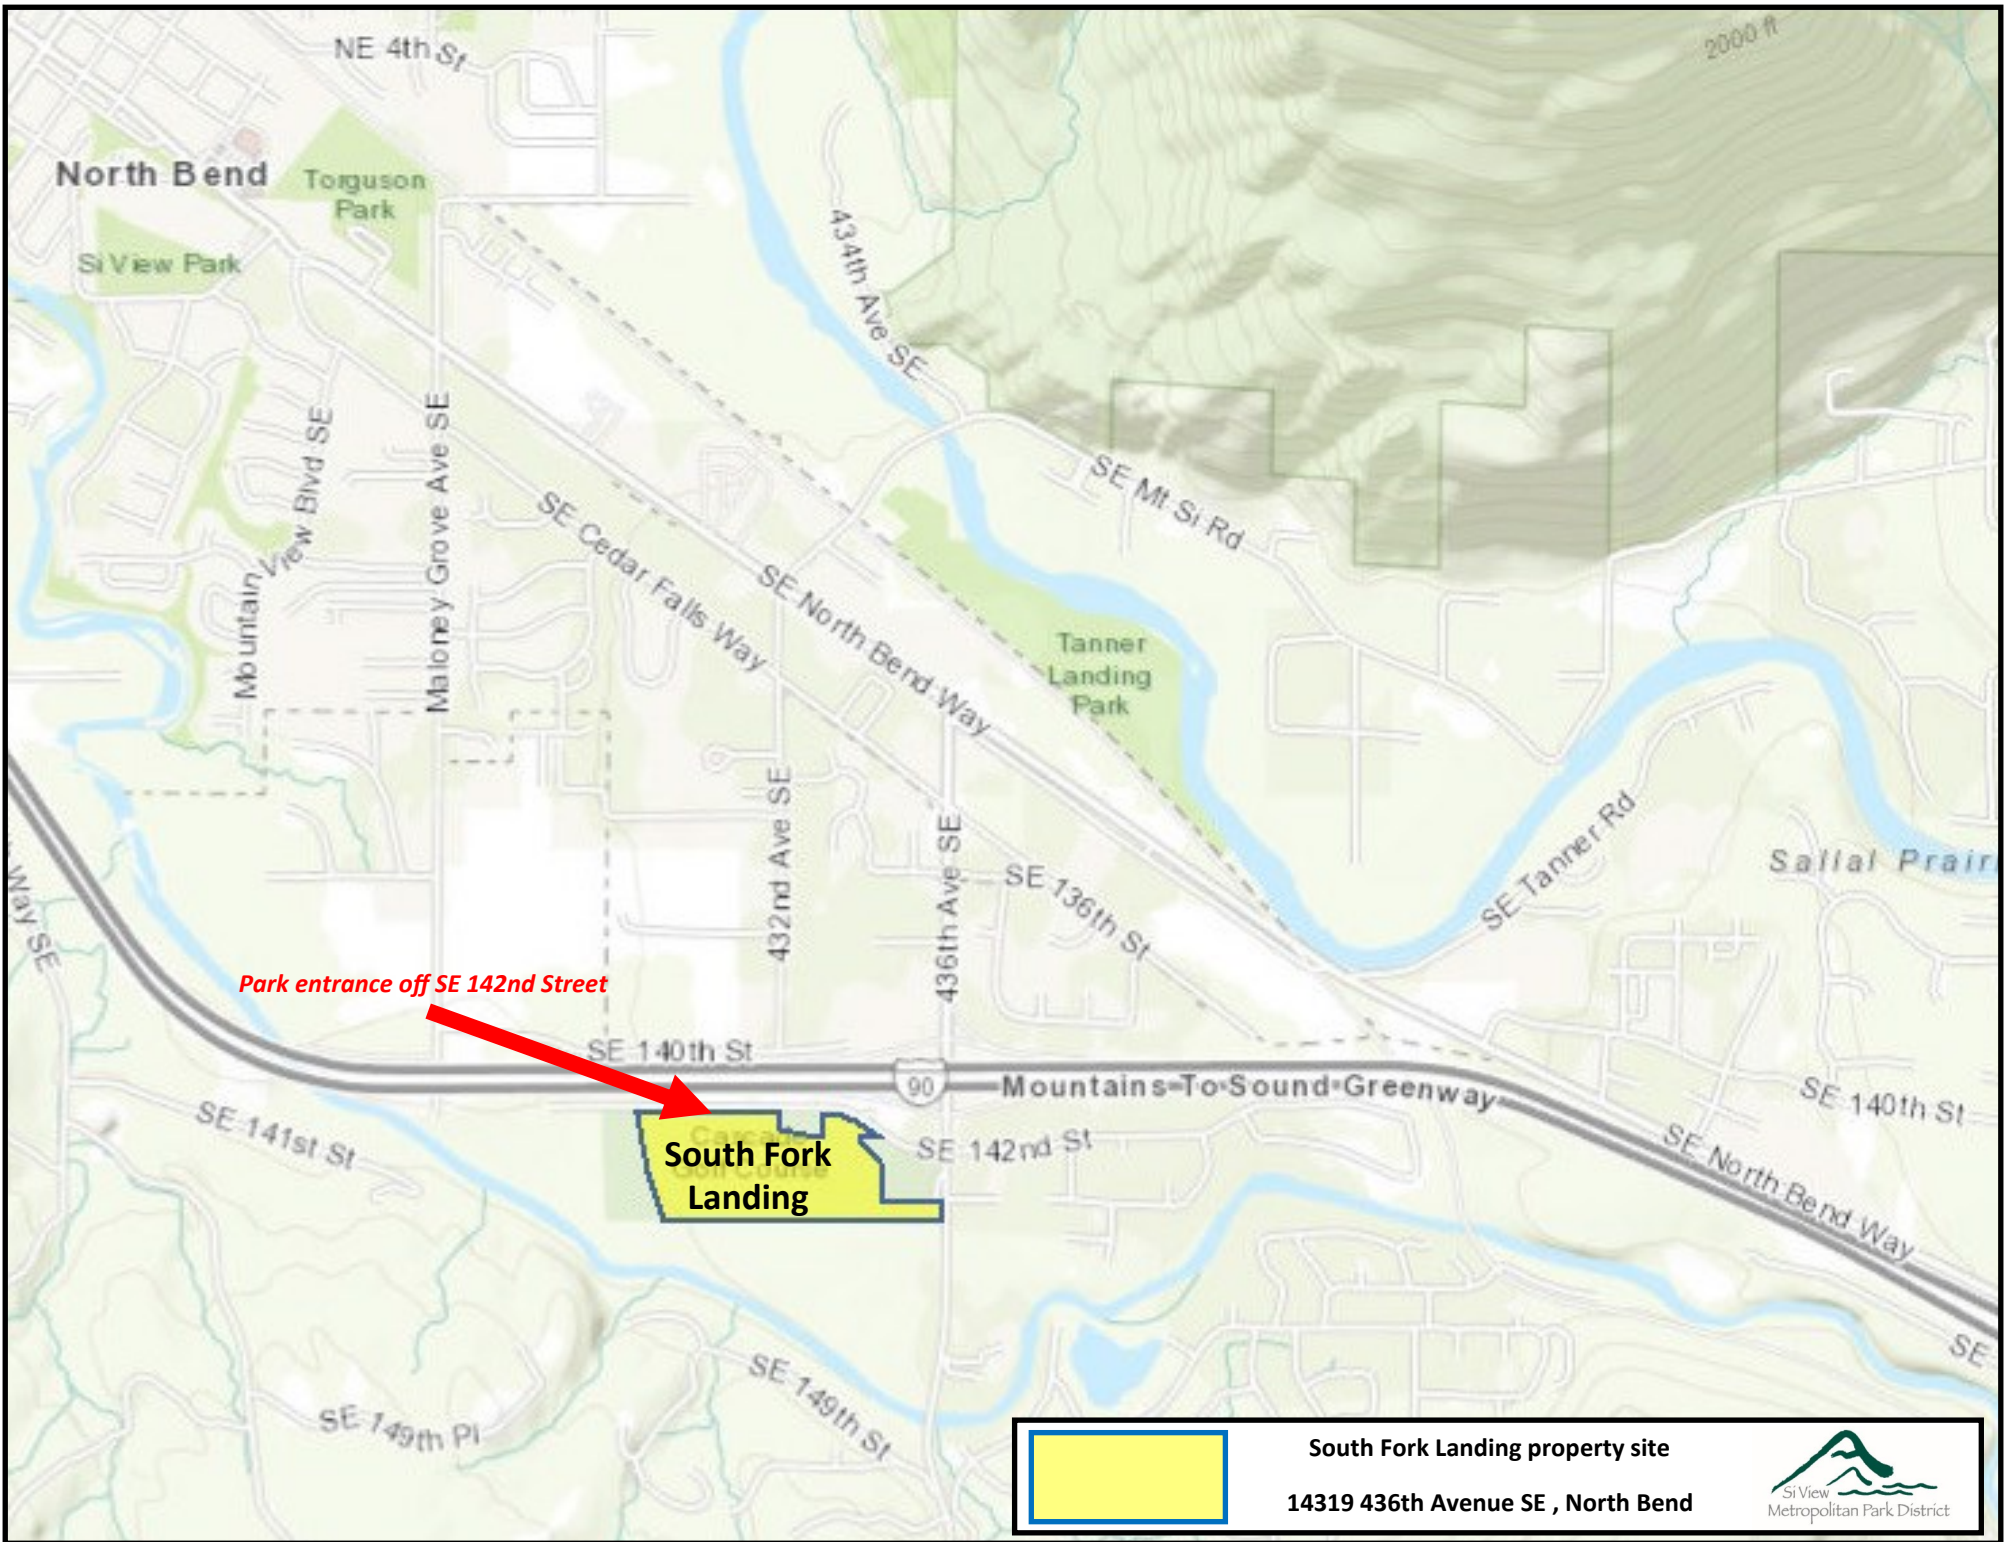 2000 ft
NE 4th St
North Bend
Torguson
Park
Si View Park
434th Ave SE
Mountain View Blvd SE
Maloney Grove Ave SE
SE Mt Si Rd
SE Cedar Falls Way
SE North Bend Way
Tanner
Landing
Park
432nd Ave SE
436th Ave SE
SE 136th St
SE Tanner Rd
Sallal Prair
Way SE
Park entrance off SE 142nd Street
SE 140th St
90
Mountains-To-Sound-Greenway
SE 140th St
SE 141st St
SE 142nd St
SE North Bend Way
South Fork
Golf Course
Landing
SE
SE 149th St
SE 149th Pl
South Fork Landing property site
14319 436th Avenue SE , North Bend
Si View
Metropolitan Park District